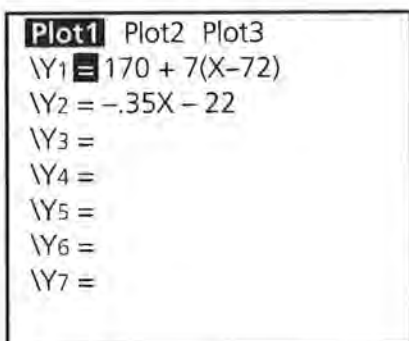 Plot1 Plot2 Plot3
\Y1 = 170 + 7(X–72)
\Y2 = –.35X – 22
\Y3 =
\Y4 =
\Y5 =
\Y6 =
\Y7 =